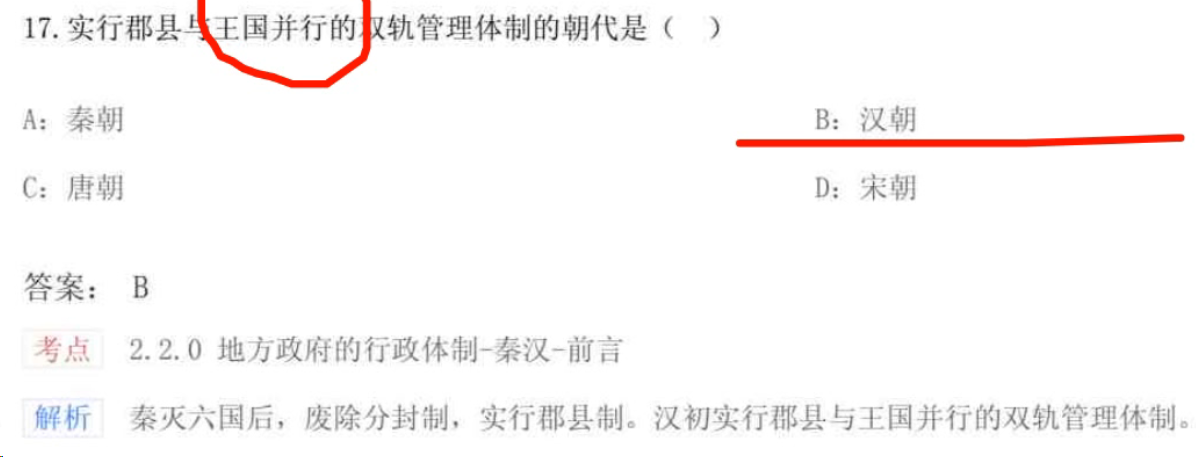 17.实行郡县与王国并行的双轨管理体制的朝代是（ ）
A：秦朝
B：汉朝
C：唐朝
D：宋朝
答案： B
考点 2.2.0 地方政府的行政体制-秦汉-前言
解析 秦灭六国后，废除分封制，实行郡县制。汉初实行郡县与王国并行的双轨管理体制。